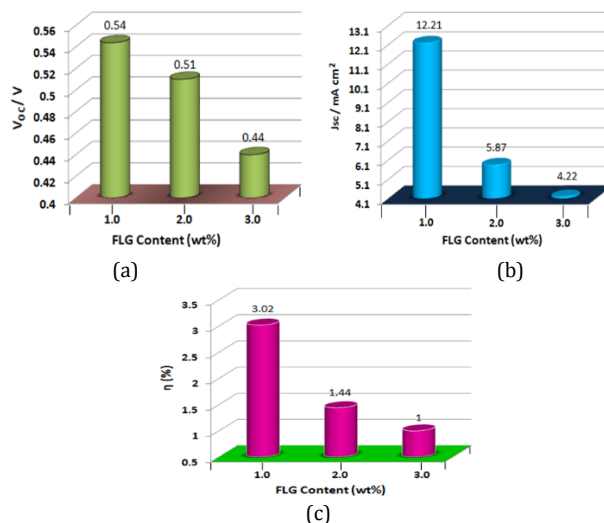 0.56
0.54
0.52
0.5
0.48
0.46
0.44
0.42
0.4
V_OC / V
0.54
0.51
0.44
1.0 2.0 3.0
FLG Content (wt%)
(a)
13.1
12.1
11.1
10.1
9.1
8.1
7.1
6.1
5.1
4.1
Jsc / mA cm²
12.21
5.87
4.22
1.0 2.0 3.0
FLG Content (wt%)
(b)
3.5
3
2.5
2
1.5
1
0.5
η (%)
3.02
1.44
1
1.0 2.0 3.0
FLG Content (wt%)
(c)